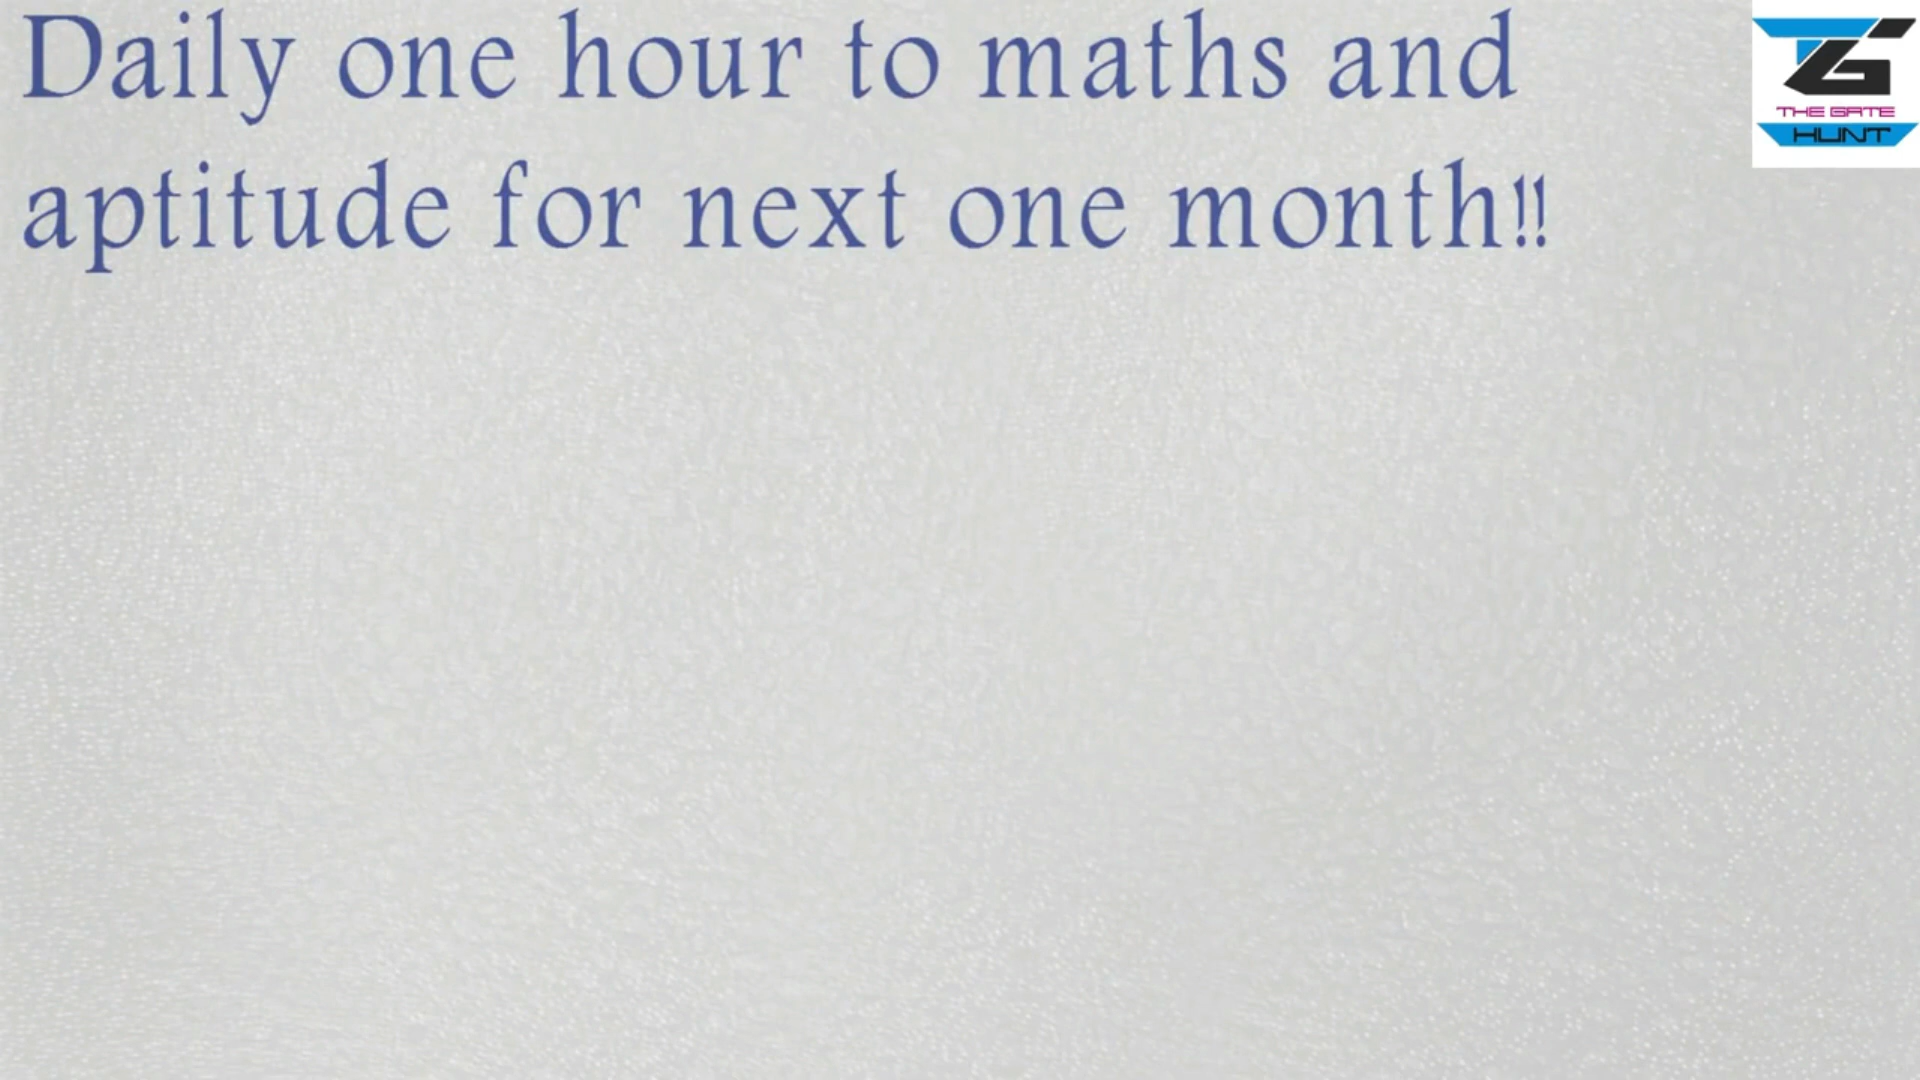 Daily one hour to maths and
aptitude for next one month!!
THE GATE
HUNT